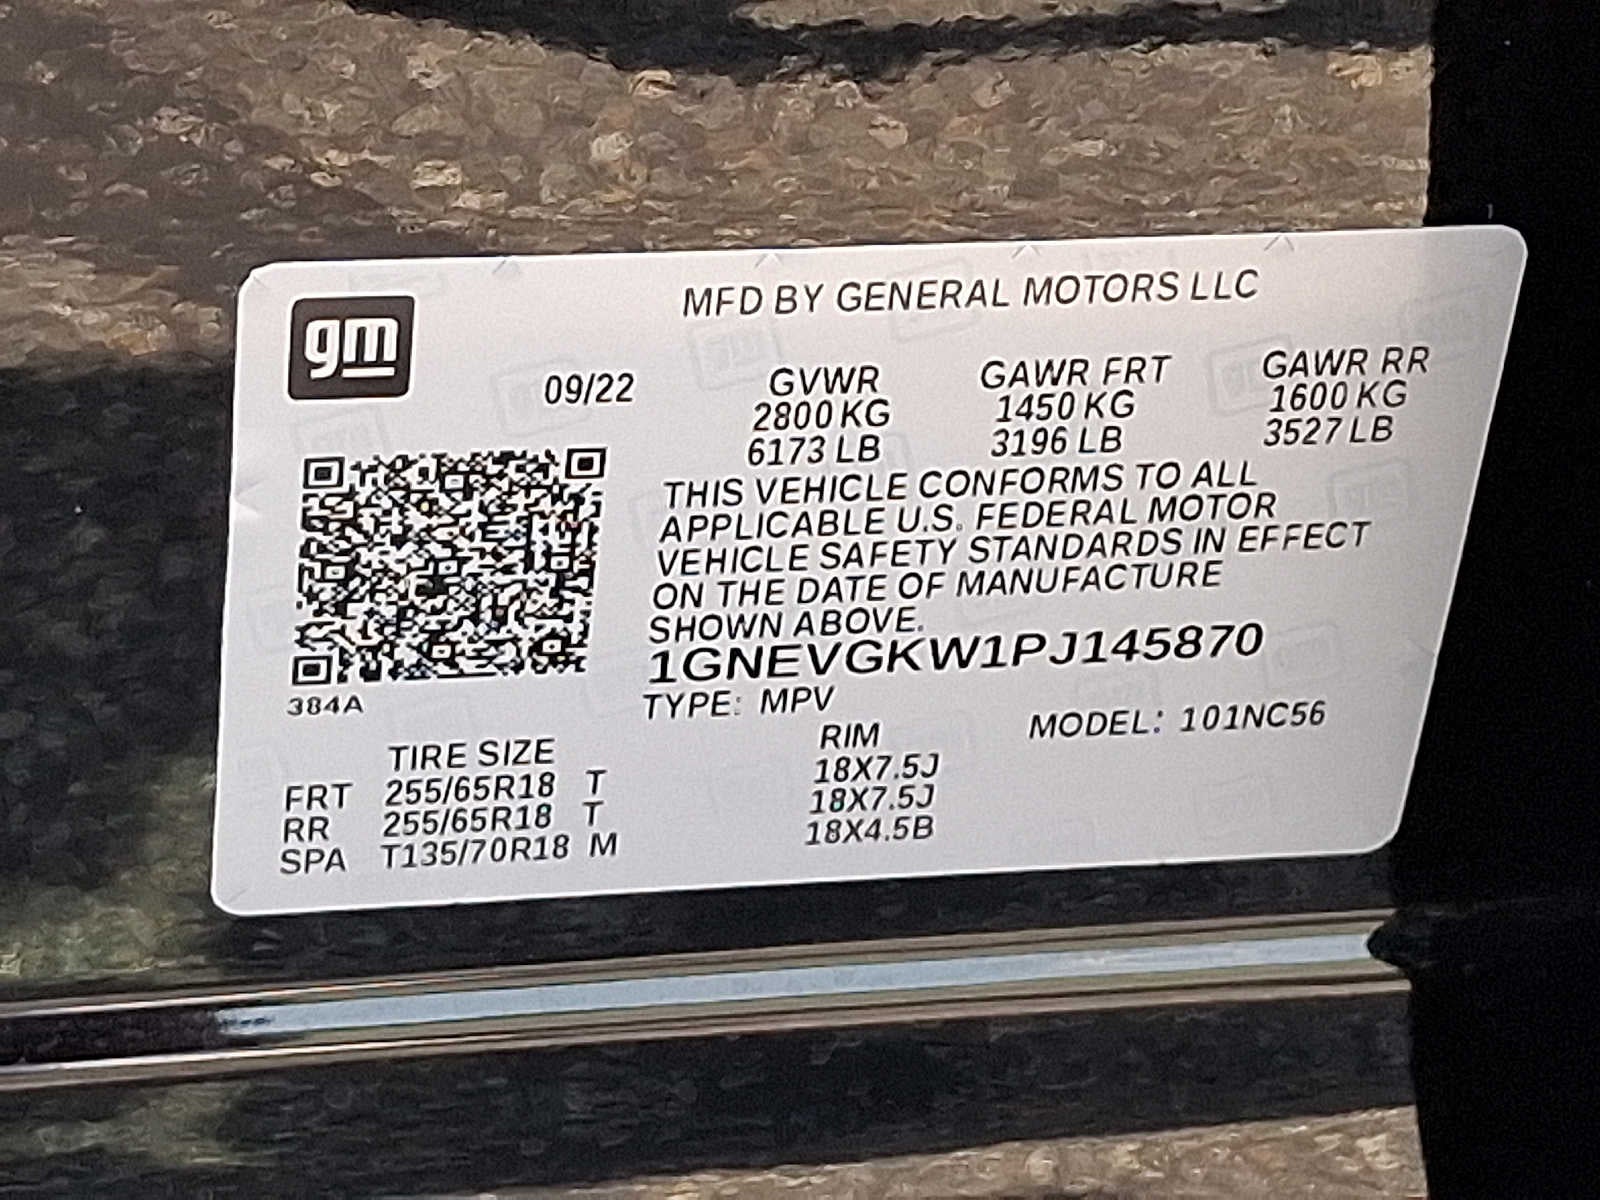 gm
MFD BY GENERAL MOTORS LLC
09/22 GVWR GAWR FRT GAWR RR
2800 KG 1450 KG 1600 KG
6173 LB 3196 LB 3527 LB
THIS VEHICLE CONFORMS TO ALL
APPLICABLE U.S. FEDERAL MOTOR
VEHICLE SAFETY STANDARDS IN EFFECT
ON THE DATE OF MANUFACTURE
SHOWN ABOVE.
1GNEVGKW1PJ145870
384A
TYPE: MPV MODEL: 101NC56
TIRE SIZE RIM
FRT 255/65R18 T 18X7.5J
RR 255/65R18 T 18X7.5J
SPA T135/70R18 M 18X4.5B